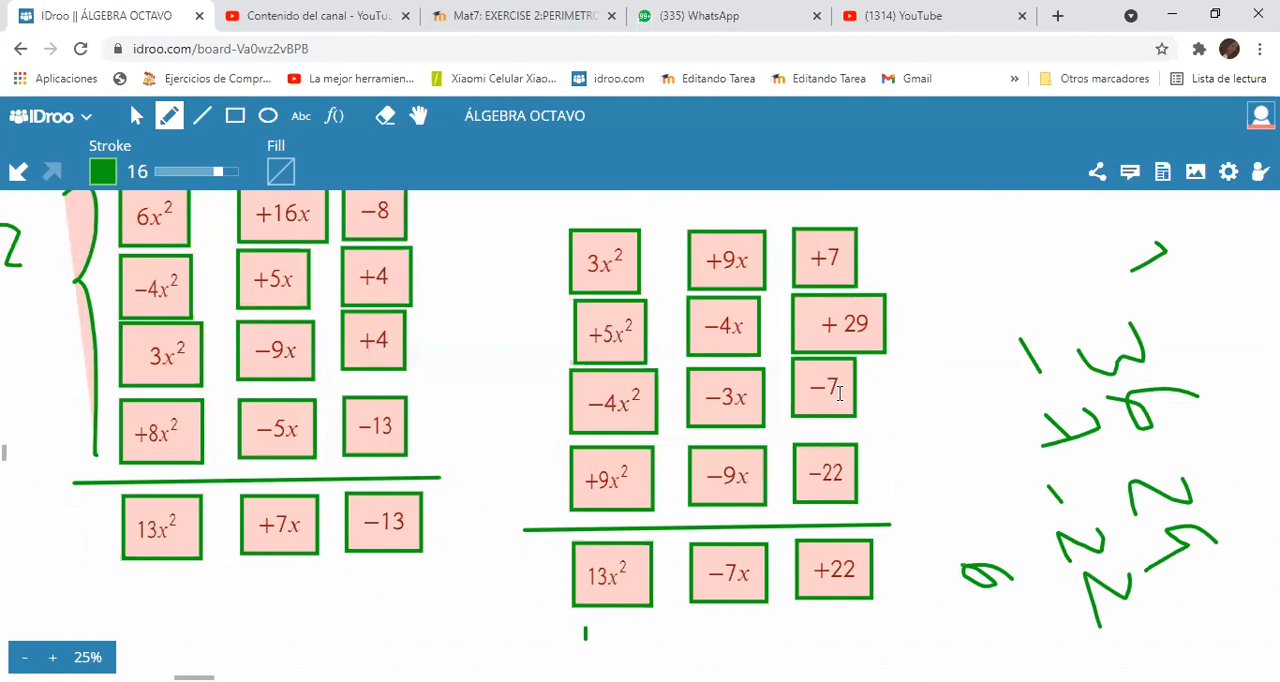 IDroo || ÁLGEBRA OCTAVO
Contenido del canal - YouTu
Mat7: EXERCISE 2:PERIMETRO
99+ (335) WhatsApp
(1314) YouTube
idroo.com/board-Va0wz2vBPB
Aplicaciones
Ejercicios de Compr...
La mejor herramien...
Xiaomi Celular Xiao...
idroo.com
Editando Tarea
Editando Tarea
Gmail
»
Otros marcadores
Lista de lectura
IDroo
Abc
f()
ÁLGEBRA OCTAVO
Stroke
Fill
16
2
6x² +16x −8
−4x² +5x +4
3x² −9x +4
+8x² −5x −13
13x² +7x −13
3x² +9x +7
+5x² −4x + 29
−4x² −3x −7
+9x² −9x −22
13x² −7x +22
- + 25%